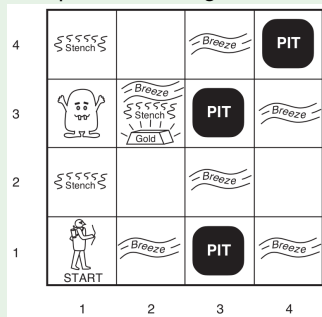 4 Stench Breeze PIT
Breeze
3 Stench PIT Breeze
Gold
2 Stench Breeze
1 Breeze PIT Breeze
START
1 2 3 4